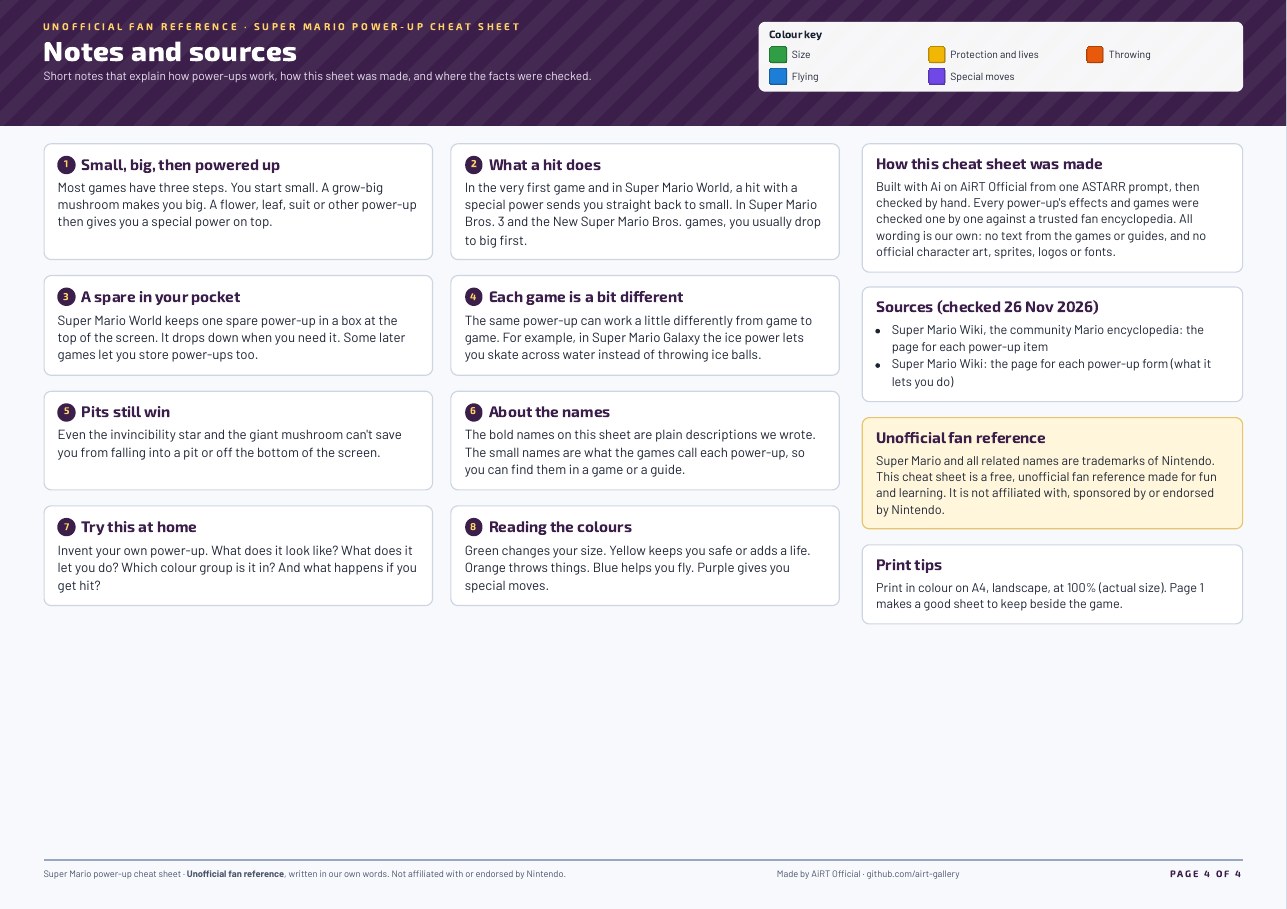 UNOFFICIAL FAN REFERENCE · SUPER MARIO POWER-UP CHEAT SHEET
Notes and sources
Short notes that explain how power-ups work, how this sheet was made, and where the facts were checked.
Colour key
Size
Protection and lives
Throwing
Flying
Special moves
1 Small, big, then powered up
Most games have three steps. You start small. A grow-big
mushroom makes you big. A flower, leaf, suit or other power-up
then gives you a special power on top.
2 What a hit does
In the very first game and in Super Mario World, a hit with a
special power sends you straight back to small. In Super Mario
Bros. 3 and the New Super Mario Bros. games, you usually drop
to big first.
3 A spare in your pocket
Super Mario World keeps one spare power-up in a box at the
top of the screen. It drops down when you need it. Some later
games let you store power-ups too.
4 Each game is a bit different
The same power-up can work a little differently from game to
game. For example, in Super Mario Galaxy the ice power lets
you skate across water instead of throwing ice balls.
5 Pits still win
Even the invincibility star and the giant mushroom can't save
you from falling into a pit or off the bottom of the screen.
6 About the names
The bold names on this sheet are plain descriptions we wrote.
The small names are what the games call each power-up, so
you can find them in a game or a guide.
7 Try this at home
Invent your own power-up. What does it look like? What does it
let you do? Which colour group is it in? And what happens if you
get hit?
8 Reading the colours
Green changes your size. Yellow keeps you safe or adds a life.
Orange throws things. Blue helps you fly. Purple gives you
special moves.
How this cheat sheet was made
Built with Ai on AiRT Official from one ASTARR prompt, then
checked by hand. Every power-up's effects and games were
checked one by one against a trusted fan encyclopedia. All
wording is our own: no text from the games or guides, and no
official character art, sprites, logos or fonts.
Sources (checked 26 Nov 2026)
• Super Mario Wiki, the community Mario encyclopedia: the
page for each power-up item
• Super Mario Wiki: the page for each power-up form (what it
lets you do)
Unofficial fan reference
Super Mario and all related names are trademarks of Nintendo.
This cheat sheet is a free, unofficial fan reference made for fun
and learning. It is not affiliated with, sponsored by or endorsed
by Nintendo.
Print tips
Print in colour on A4, landscape, at 100% (actual size). Page 1
makes a good sheet to keep beside the game.
Super Mario power-up cheat sheet · Unofficial fan reference, written in our own words. Not affiliated with or endorsed by Nintendo.
Made by AiRT Official · github.com/airt-gallery
PAGE 4 OF 4